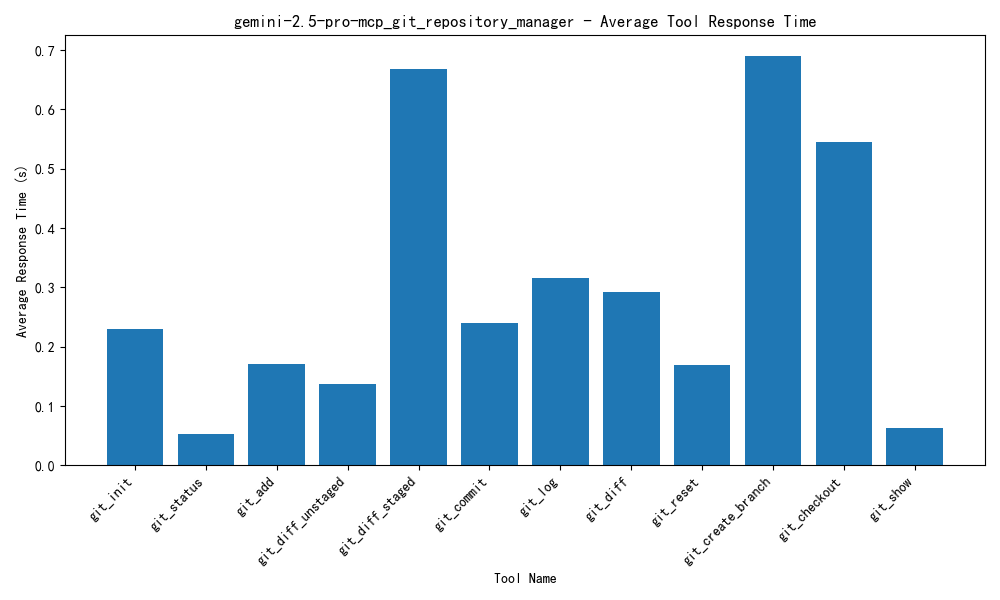 gemini-2.5-pro-mcp_git_repository_manager - Average Tool Response Time
Average Response Time (s)
0.7
0.6
0.5
0.4
0.3
0.2
0.1
0.0
git_init
git_status
git_add
git_diff_unstaged
git_diff_staged
git_commit
git_log
git_diff
git_reset
git_create_branch
git_checkout
git_show
Tool Name